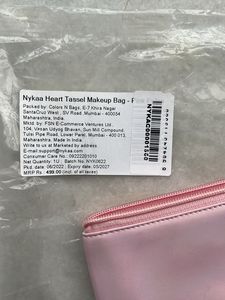 Nykaa Heart Tassel Makeup Bag - P
Packed by: Colors N Bags, E-7 Khira Nagar
SantaCruz West , SV Road ,Mumbai - 400054
Maharashtra, India.
Mktd. by: FSN E-Commerce Ventures Ltd.,
104, Vasan Udyog Bhavan, Sun Mill Compound,
Tulsi Pipe Road, Lower Parel, Mumbai - 400 013,
Maharashtra, Made In India
Write to us at Marketed by address
E-mail:support@nykaa.com
Consumer Care No.: 09222201010
Net Quantity: 1U , Batch No: NYK0622
Pkd. date: 06/2022 ; Expiry date: 05/2027
MRP Rs : 499.00 (incl. of all taxes)